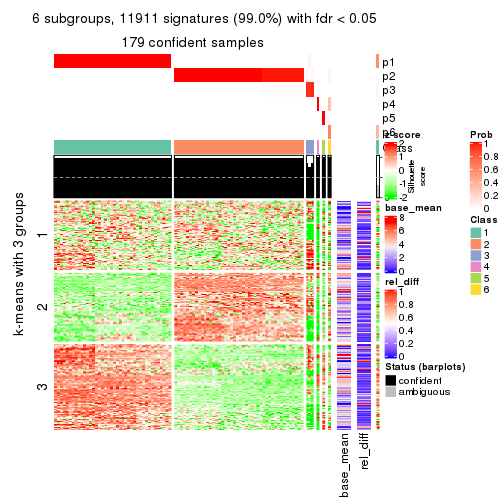 6 subgroups, 11911 signatures (99.0%) with fdr < 0.05
179 confident samples
p1
p2
p3
p4
p5
p6
Class
z-score
2
1
0
-1
-2
Silhouette
score
k-means with 3 groups
1
2
3
base_mean
rel_diff
base_mean
8
6
4
2
0
rel_diff
1
0.8
0.6
0.4
0.2
0
Status (barplots)
confident
ambiguous
Prob
1
0.8
0.6
0.4
0.2
0
Class
1
2
3
4
5
6